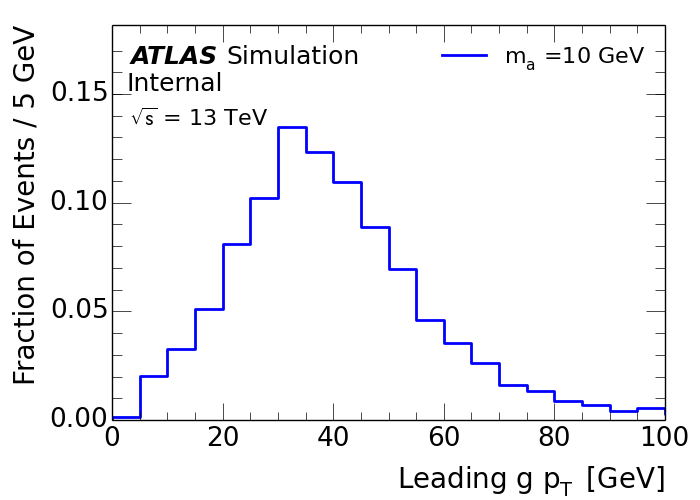 ATLAS Simulation
Internal
√s = 13 TeV
mₐ =10 GeV
Fraction of Events / 5 GeV
0.15
0.10
0.05
0.00
0 20 40 60 80 100
Leading g p_T [GeV]